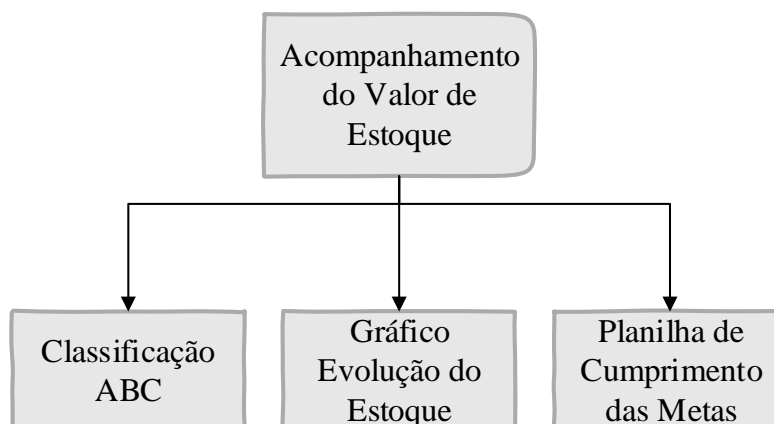 Acompanhamento
do Valor de
Estoque
Classificação
ABC
Gráfico
Evolução do
Estoque
Planilha de
Cumprimento
das Metas